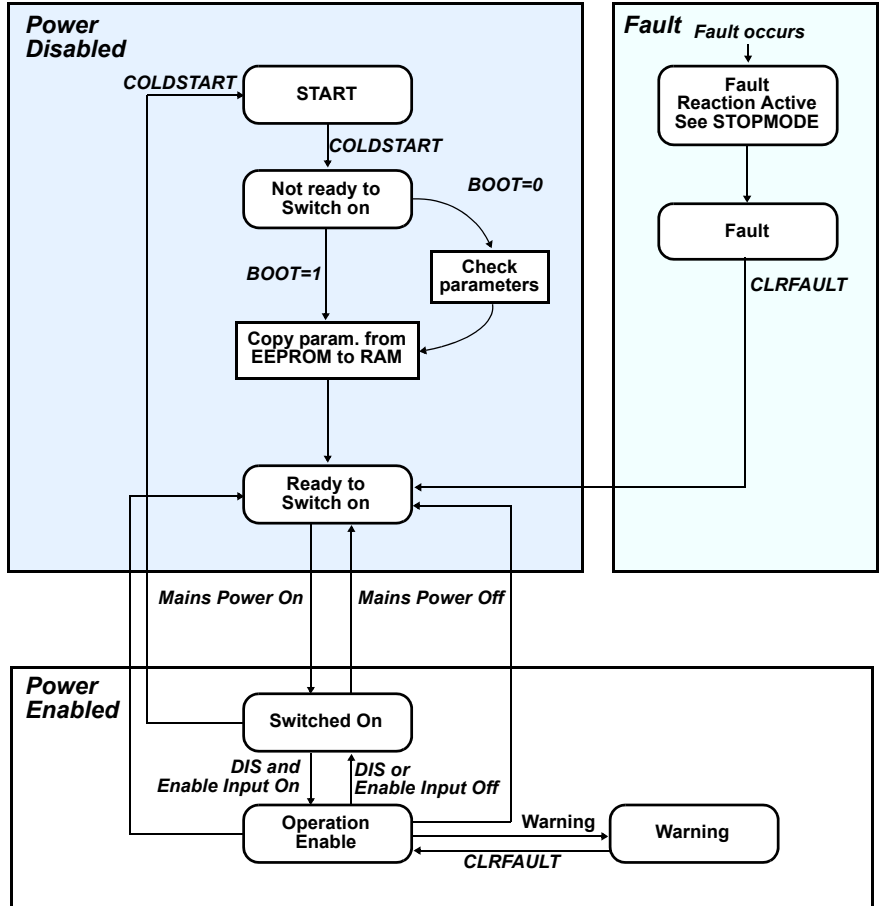 Power
Disabled
COLDSTART
START
COLDSTART
Not ready to
Switch on
BOOT=0
BOOT=1
Check
parameters
Copy param. from
EEPROM to RAM
Ready to
Switch on
Fault
Fault occurs
Fault
Reaction Active
See STOPMODE
Fault
CLRFAULT
Mains Power On
Mains Power Off
Power
Enabled
Switched On
DIS and
Enable Input On
DIS or
Enable Input Off
Operation
Enable
Warning
Warning
CLRFAULT